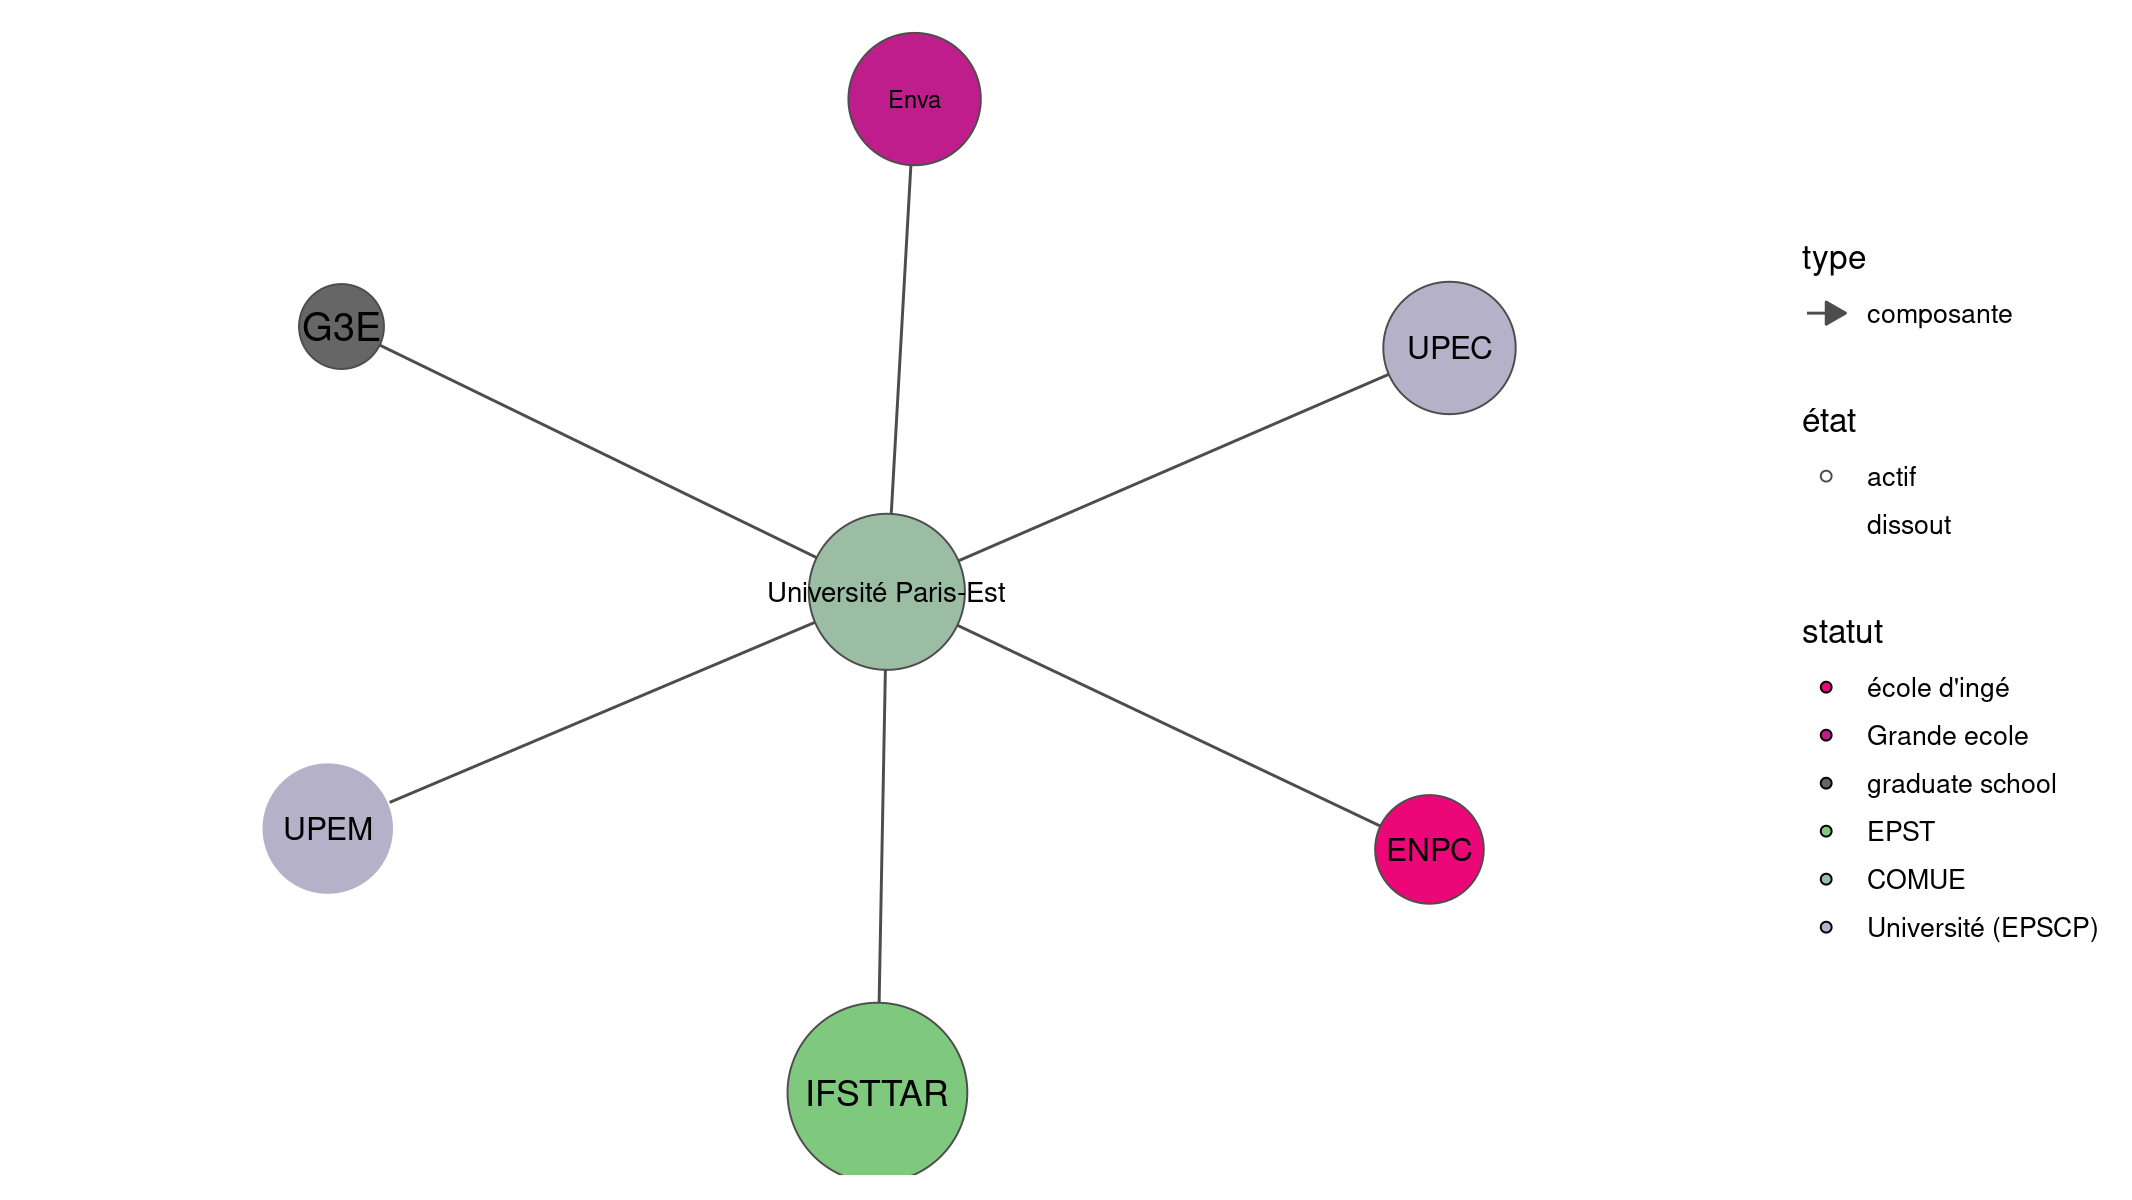 Enva
G3E
UPEC
Université Paris-Est
UPEM
ENPC
IFSTTAR
type
composante
état
actif
dissout
statut
école d'ingé
Grande ecole
graduate school
EPST
COMUE
Université (EPSCP)